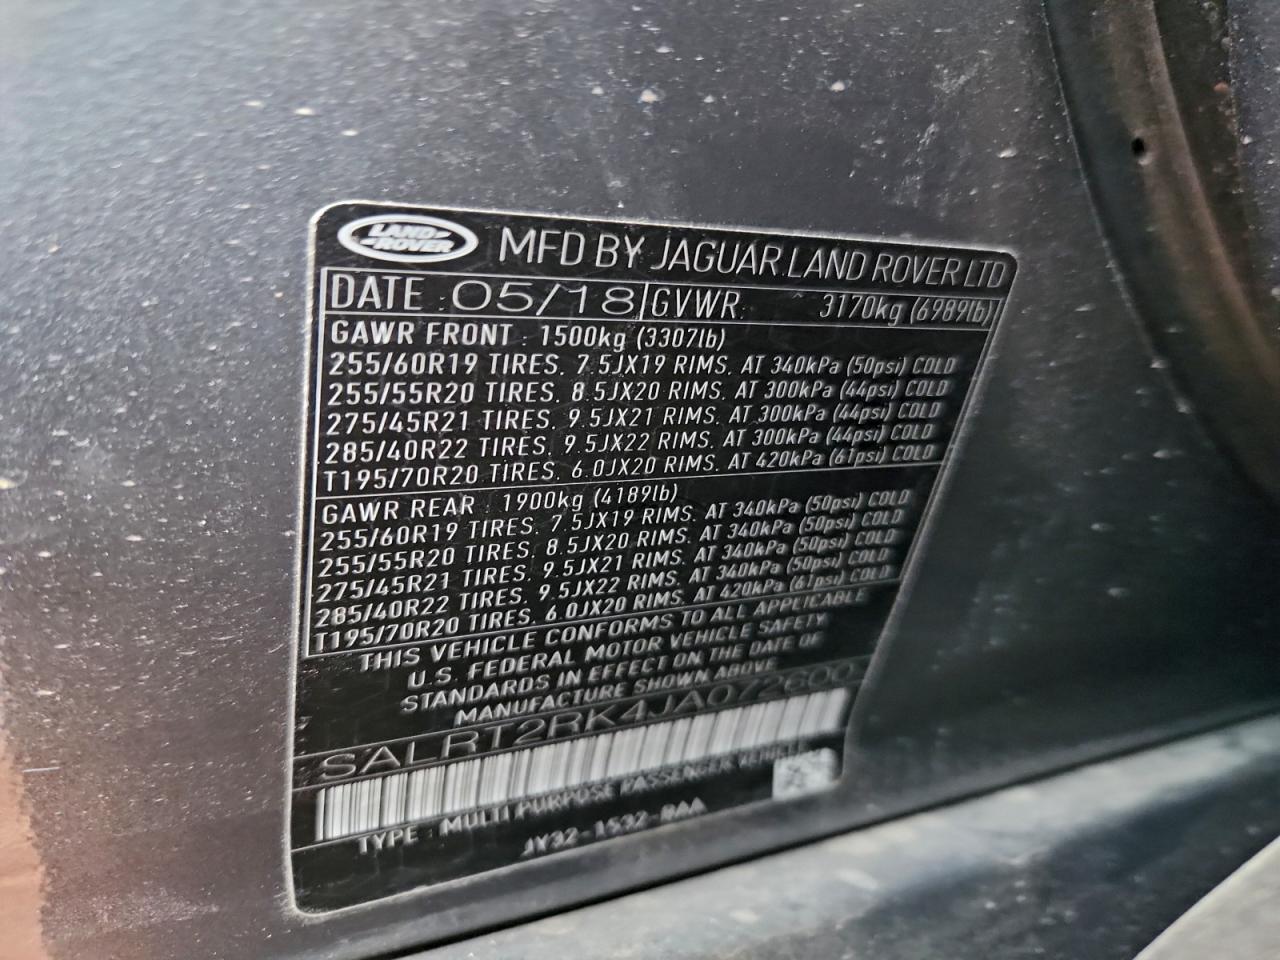 LAND ROVER MFD BY JAGUAR LAND ROVER LTD
DATE : 05/18 GVWR: 3170kg (6989lb)
GAWR FRONT : 1500kg (3307lb)
255/60R19 TIRES, 7.5JX19 RIMS, AT 340kPa (50psi) COLD
255/55R20 TIRES, 8.5JX20 RIMS, AT 300kPa (44psi) COLD
275/45R21 TIRES, 9.5JX21 RIMS, AT 300kPa (44psi) COLD
285/40R22 TIRES, 9.5JX22 RIMS, AT 300kPa (44psi) COLD
T195/70R20 TIRES, 6.0JX20 RIMS, AT 420kPa (61psi) COLD
GAWR REAR : 1900kg (4189lb)
255/60R19 TIRES, 7.5JX19 RIMS, AT 340kPa (50psi) COLD
255/55R20 TIRES, 8.5JX20 RIMS, AT 340kPa (50psi) COLD
275/45R21 TIRES, 9.5JX21 RIMS, AT 340kPa (50psi) COLD
285/40R22 TIRES, 9.5JX22 RIMS, AT 340kPa (50psi) COLD
T195/70R20 TIRES, 6.0JX20 RIMS, AT 420kPa (61psi) COLD
THIS VEHICLE CONFORMS TO ALL APPLICABLE
U.S. FEDERAL MOTOR VEHICLE SAFETY
STANDARDS IN EFFECT ON THE DATE OF
MANUFACTURE SHOWN ABOVE
SALRT2RK4JA072600
TYPE : MULTI PURPOSE PASSENGER VEHICLE
JY32-1532-BAA